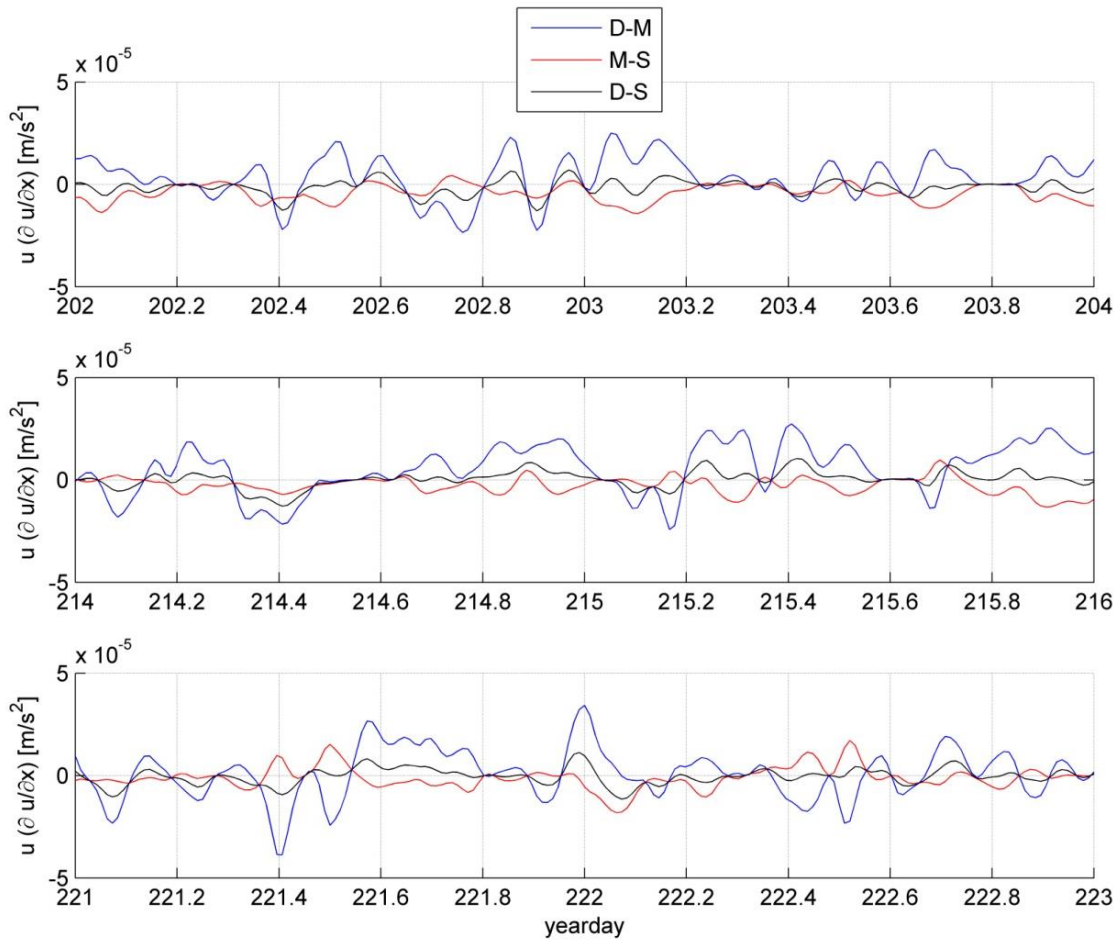 D-M
M-S
D-S
x 10^-5
5
0
-5
u (∂ u/∂x) [m/s^2]
202 202.2 202.4 202.6 202.8 203 203.2 203.4 203.6 203.8 204
x 10^-5
5
0
-5
u (∂ u/∂x) [m/s^2]
214 214.2 214.4 214.6 214.8 215 215.2 215.4 215.6 215.8 216
x 10^-5
5
0
-5
u (∂ u/∂x) [m/s^2]
221 221.2 221.4 221.6 221.8 222 222.2 222.4 222.6 222.8 223
yearday